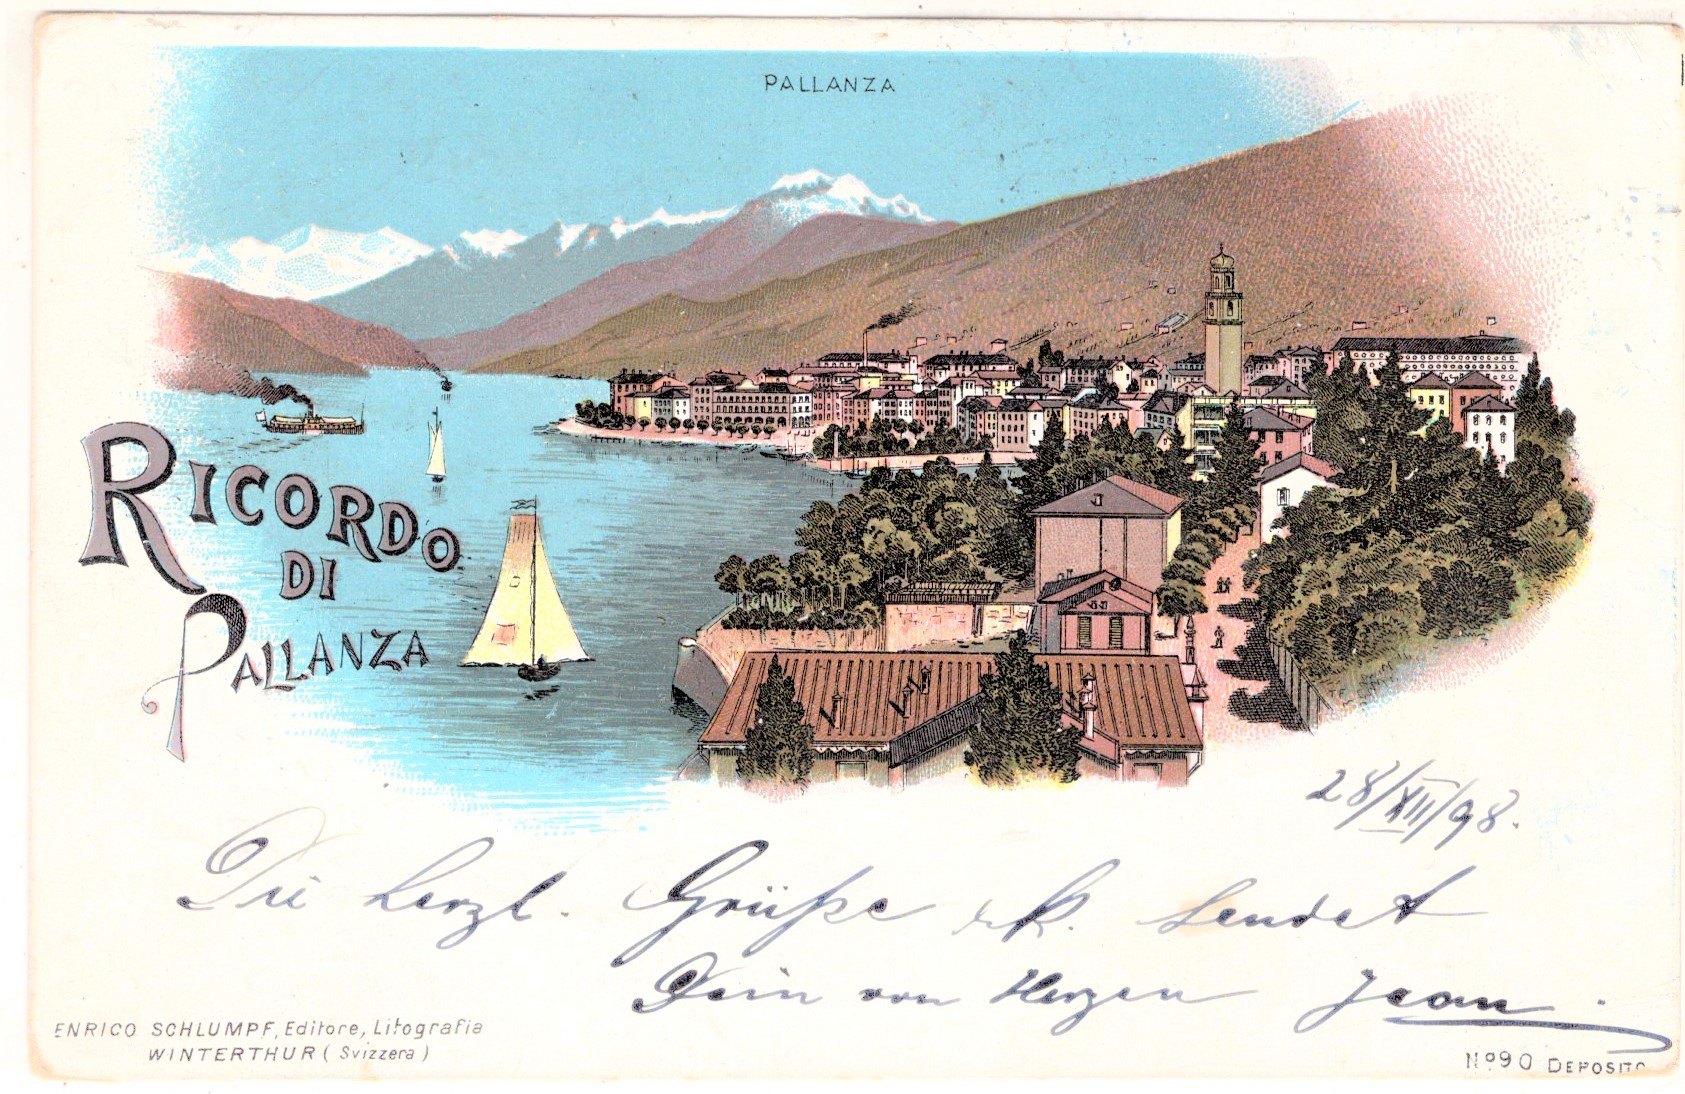 PALLANZA
RICORDO
DI
PALLANZA
28/XII/98.
Die herzl. Grüße sendet
Dein von Herzen Jean.
ENRICO SCHLUMPF, Editore, Litografia
WINTERTHUR (Svizzera)
Nº 90 DEPOSITO